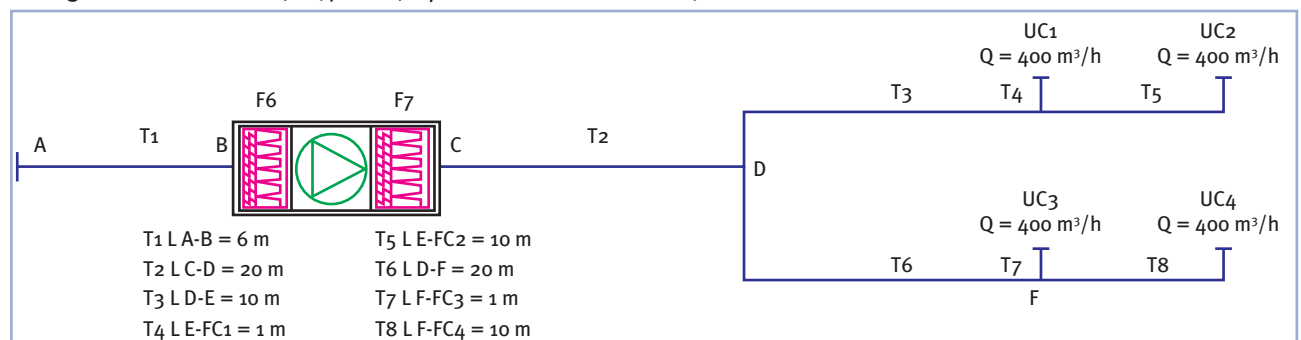 UC1
Q = 400 m³/h
UC2
Q = 400 m³/h
F6
F7
T3
T4
T5
A
T1
B
C
T2
D
UC3
Q = 400 m³/h
UC4
Q = 400 m³/h
T1 L A-B = 6 m
T2 L C-D = 20 m
T3 L D-E = 10 m
T4 L E-FC1 = 1 m
T5 L E-FC2 = 10 m
T6 L D-F = 20 m
T7 L F-FC3 = 1 m
T8 L F-FC4 = 10 m
T6
T7
T8
F